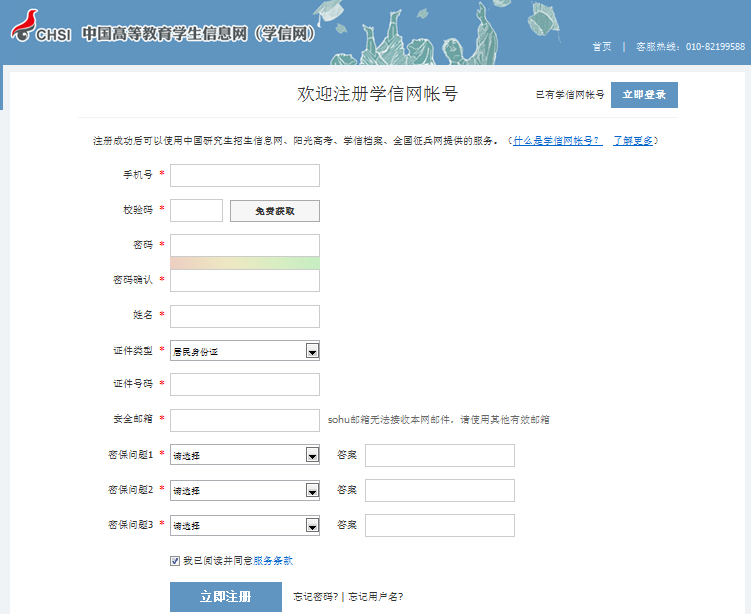 CHSI 中国高等教育学生信息网（学信网）
首页 | 客服热线：010-82199588
欢迎注册学信网帐号
已有学信网帐号 立即登录
注册成功后可以使用中国研究生招生信息网、阳光高考、学信档案、全国征兵网提供的服务。（什么是学信网帐号？ 了解更多）
手机号 *
校验码 * 免费获取
密码 *
密码确认 *
姓名 *
证件类型 * 居民身份证
证件号码 *
安全邮箱 * sohu邮箱无法接收本网邮件，请使用其他有效邮箱
密保问题1 * 请选择 答案
密保问题2 * 请选择 答案
密保问题3 * 请选择 答案
我已阅读并同意服务条款
立即注册 忘记密码? | 忘记用户名?